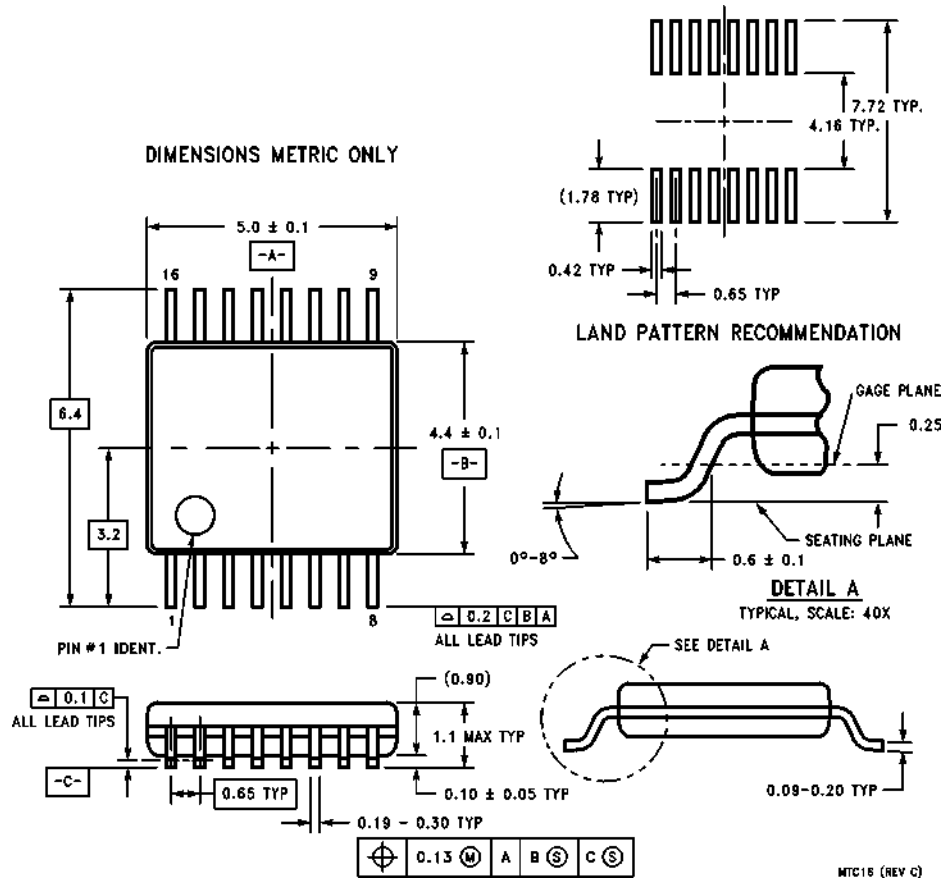 7.72 TYP.
4.16 TYP.
DIMENSIONS METRIC ONLY
(1.78 TYP)
5.0 ± 0.1
-A-
16
9
0.42 TYP
0.65 TYP
LAND PATTERN RECOMMENDATION
GAGE PLANE
0.25
6.4
4.4 ± 0.1
-B-
3.2
SEATING PLANE
0°-8°
0.6 ± 0.1
DETAIL A
TYPICAL, SCALE: 40X
1
8
⌓ 0.2 C B A
ALL LEAD TIPS
PIN #1 IDENT.
SEE DETAIL A
(0.90)
⌓ 0.1 C
ALL LEAD TIPS
1.1 MAX TYP
-C-
0.65 TYP
0.10 ± 0.05 TYP
0.09-0.20 TYP
0.19 - 0.30 TYP
⌖ 0.13 Ⓜ A B Ⓢ C Ⓢ
MTC16 (REV C)